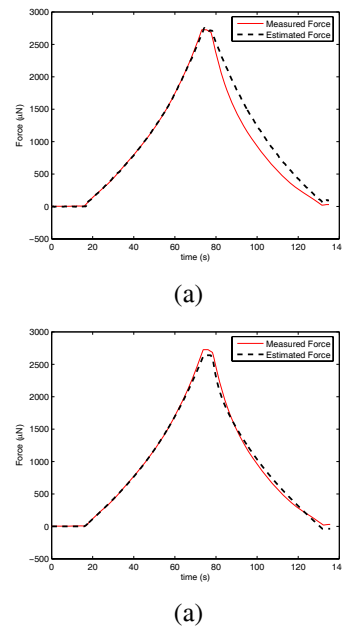 3000
2500
2000
1500
1000
500
0
−500
Force (μN)
Measured Force
Estimated Force
0 20 40 60 80 100 120 14
time (s)
(a)
3000
2500
2000
1500
1000
500
0
−500
Force (μN)
Measured Force
Estimated Force
0 20 40 60 80 100 120 14
time (s)
(a)